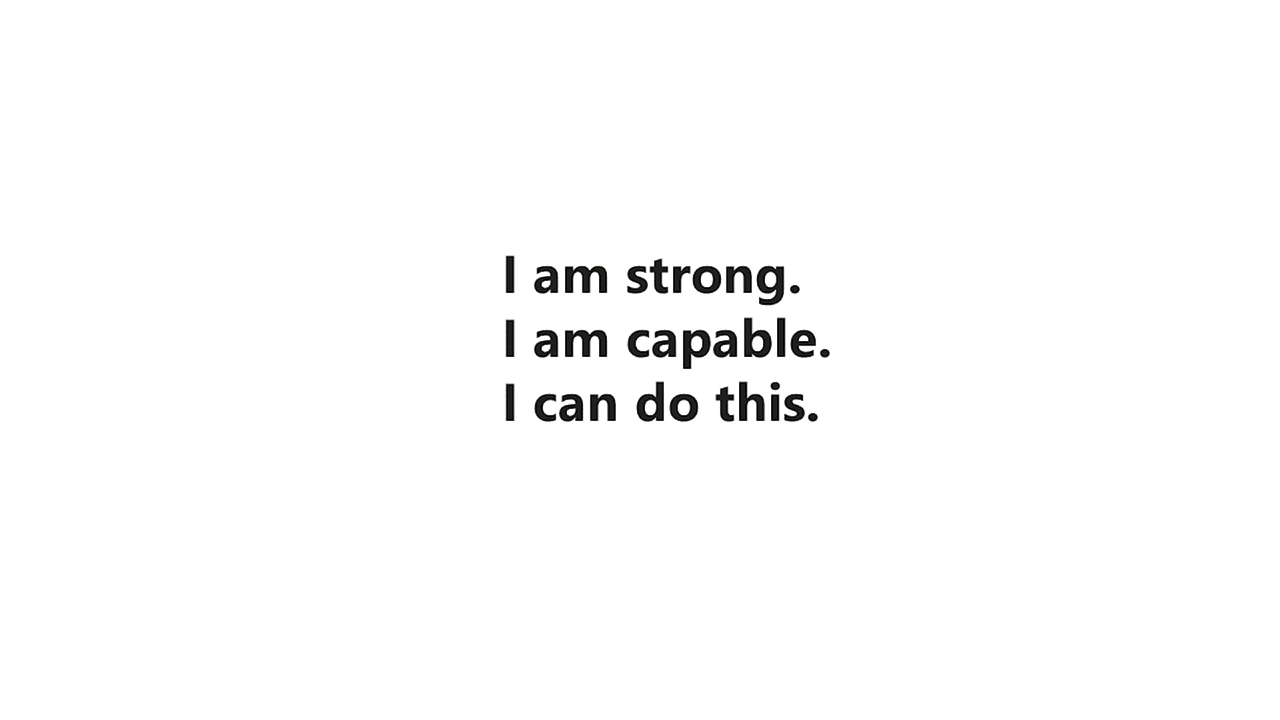 I am strong.
I am capable.
I can do this.